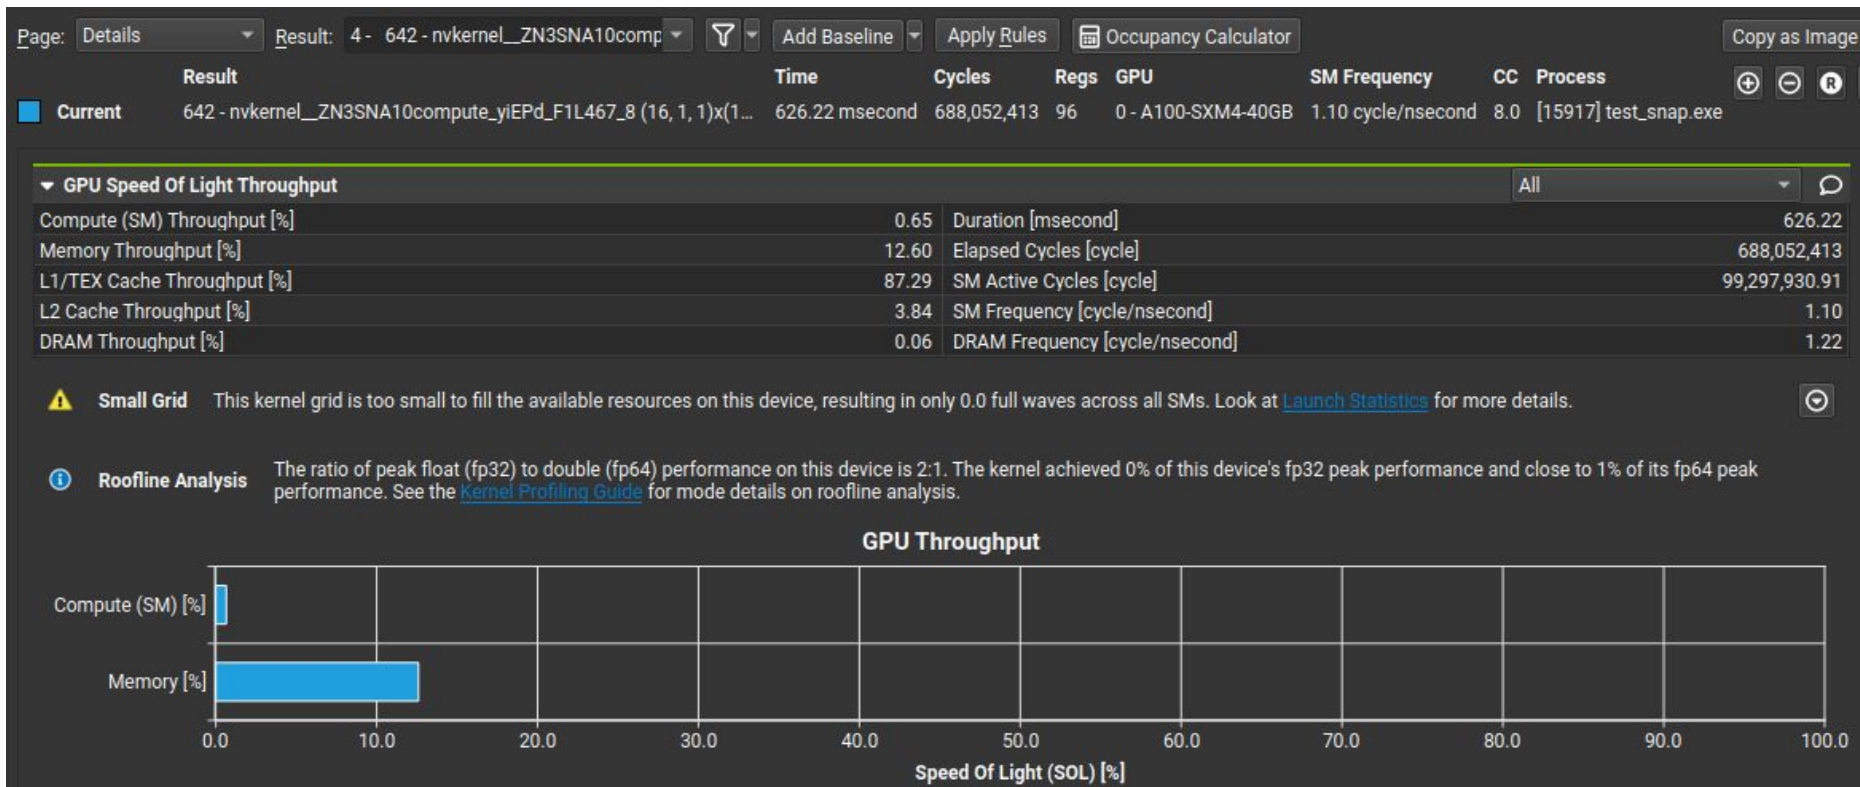 Page: Details Result: 4 - 642 - nvkernel__ZN3SNA10comp Add Baseline Apply Rules Occupancy Calculator Copy as Image
Result Time Cycles Regs GPU SM Frequency CC Process
Current 642 - nvkernel__ZN3SNA10compute_yiEPd_F1L467_8 (16, 1, 1)x(1... 626.22 msecond 688,052,413 96 0 - A100-SXM4-40GB 1.10 cycle/nsecond 8.0 [15917] test_snap.exe
GPU Speed Of Light Throughput All
Compute (SM) Throughput [%] 0.65 Duration [msecond] 626.22
Memory Throughput [%] 12.60 Elapsed Cycles [cycle] 688,052,413
L1/TEX Cache Throughput [%] 87.29 SM Active Cycles [cycle] 99,297,930.91
L2 Cache Throughput [%] 3.84 SM Frequency [cycle/nsecond] 1.10
DRAM Throughput [%] 0.06 DRAM Frequency [cycle/nsecond] 1.22
Small Grid This kernel grid is too small to fill the available resources on this device, resulting in only 0.0 full waves across all SMs. Look at Launch Statistics for more details.
Roofline Analysis The ratio of peak float (fp32) to double (fp64) performance on this device is 2:1. The kernel achieved 0% of this device's fp32 peak performance and close to 1% of its fp64 peak
performance. See the Kernel Profiling Guide for mode details on roofline analysis.
GPU Throughput
Compute (SM) [%]
Memory [%]
0.0 10.0 20.0 30.0 40.0 50.0 60.0 70.0 80.0 90.0 100.0
Speed Of Light (SOL) [%]